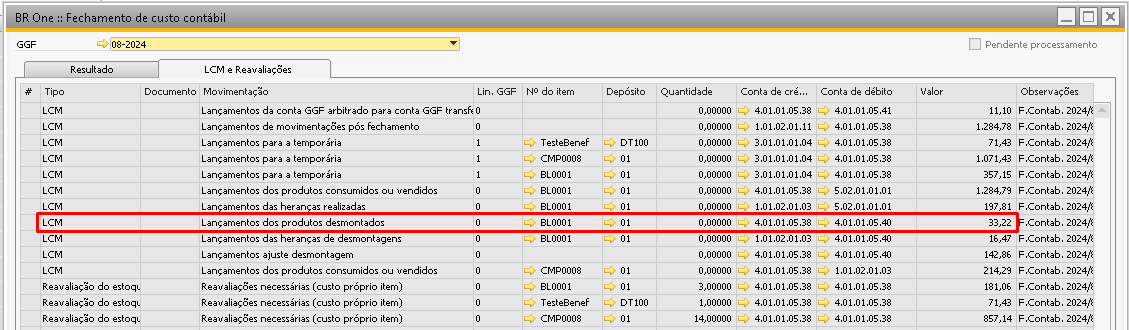 BR One :: Fechamento de custo contábil
GGF 08-2024 Pendente processamento
Resultado LCM e Reavaliações
# Tipo Documento Movimentação Lin. GGF Nº do item Depósito Quantidade Conta de cré... Conta de débito Valor Observações
LCM Lançamentos da conta GGF arbitrado para conta GGF transfe 0 0,00000 4.01.01.05.38 4.01.01.05.41 11,10 F.Contab. 2024/8
LCM Lançamentos de movimentações pós fechamento 0 0,00000 1.01.02.01.11 4.01.01.05.38 1.284,78 F.Contab. 2024/8
LCM Lançamentos para a temporária 1 TesteBenef DT100 0,00000 3.01.01.01.04 4.01.01.05.38 71,43 F.Contab. 2024/8
LCM Lançamentos para a temporária 1 CMP0008 01 0,00000 3.01.01.01.04 4.01.01.05.38 1.071,43 F.Contab. 2024/8
LCM Lançamentos para a temporária 1 BL0001 01 0,00000 3.01.01.01.04 4.01.01.05.38 357,15 F.Contab. 2024/8
LCM Lançamentos dos produtos consumidos ou vendidos 0 BL0001 01 0,00000 4.01.01.05.38 5.02.01.01.01 1.284,79 F.Contab. 2024/8
LCM Lançamentos das heranças realizadas 0 BL0001 01 0,00000 1.01.02.01.03 5.02.01.01.01 197,81 F.Contab. 2024/8
LCM Lançamentos dos produtos desmontados 0 BL0001 01 0,00000 4.01.01.05.38 4.01.01.05.40 33,22 F.Contab. 2024/8
LCM Lançamentos das heranças de desmontagens 0 BL0001 01 0,00000 1.01.02.01.03 4.01.01.05.40 16,47 F.Contab. 2024/8
LCM Lançamentos ajuste desmontagem 0 0,00000 4.01.01.05.38 4.01.01.05.40 142,86 F.Contab. 2024/8
LCM Lançamentos dos produtos consumidos ou vendidos 0 CMP0008 01 0,00000 4.01.01.05.38 1.01.02.01.03 214,29 F.Contab. 2024/8
Reavaliação do estoqu Reavaliações necessárias (custo próprio item) 0 BL0001 01 3,00000 4.01.01.05.38 4.01.01.05.38 181,06 F.Contab. 2024/8
Reavaliação do estoqu Reavaliações necessárias (custo próprio item) 0 TesteBenef DT100 1,00000 4.01.01.05.38 4.01.01.05.38 71,43 F.Contab. 2024/8
Reavaliação do estoqu Reavaliações necessárias (custo próprio item) 0 CMP0008 01 14,00000 4.01.01.05.38 4.01.01.05.38 857,14 F.Contab. 2024/8